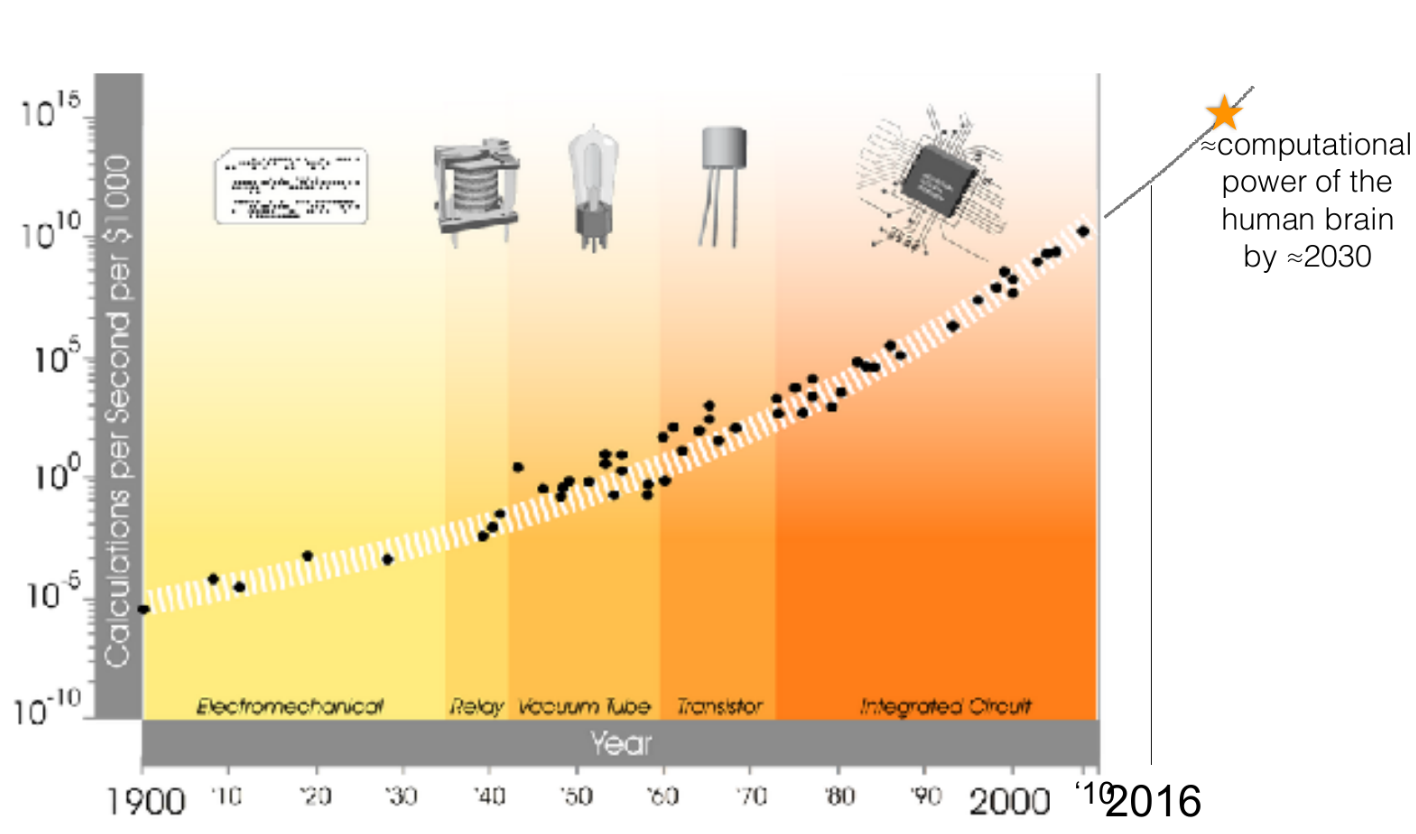 10^15
10^10
10^5
10^0
10^-5
10^-10
Calculations per Second per $1000
≈computational
power of the
human brain
by ≈2030
Electromechanical
Relay
Vacuum Tube
Transistor
Integrated Circuit
Year
1900 '10 '20 '30 '40 '50 '60 '70 '80 '90 2000 '10 2016